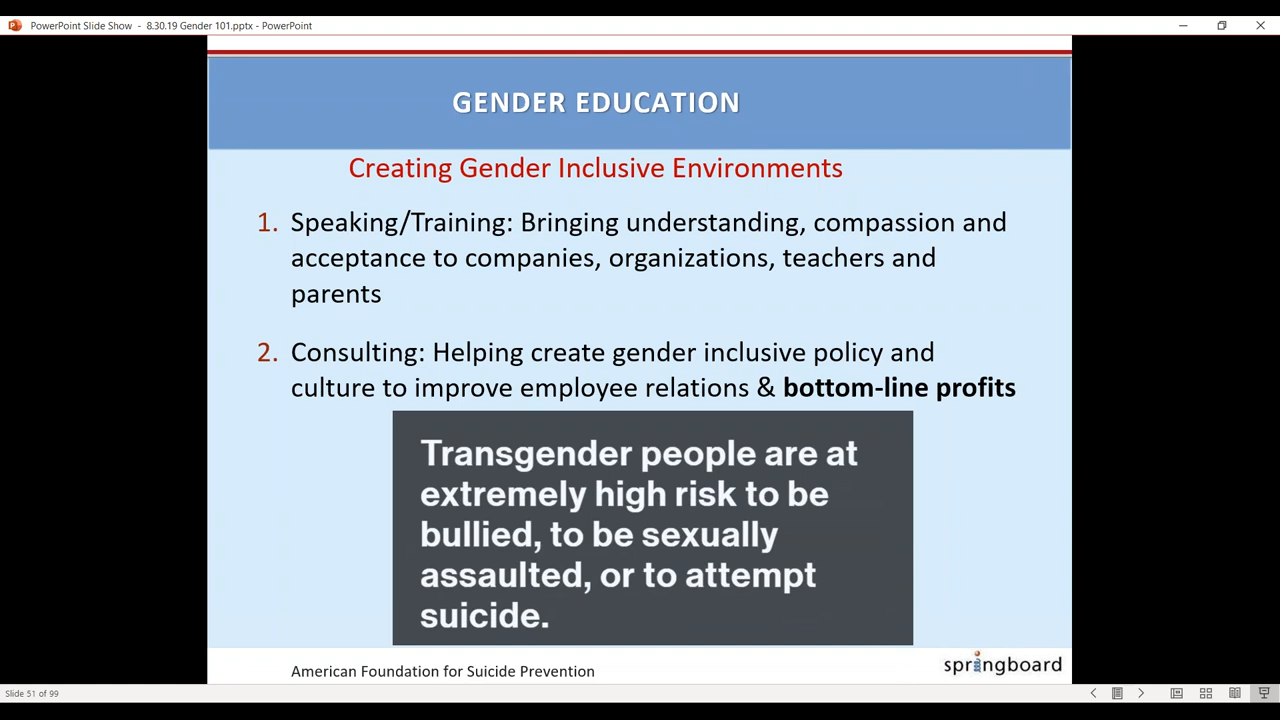 PowerPoint Slide Show - 8.30.19 Gender 101.pptx - PowerPoint
GENDER EDUCATION
Creating Gender Inclusive Environments
1. Speaking/Training: Bringing understanding, compassion and
acceptance to companies, organizations, teachers and
parents
2. Consulting: Helping create gender inclusive policy and
culture to improve employee relations & bottom-line profits
Transgender people are at
extremely high risk to be
bullied, to be sexually
assaulted, or to attempt
suicide.
American Foundation for Suicide Prevention
springboard
Slide 51 of 99